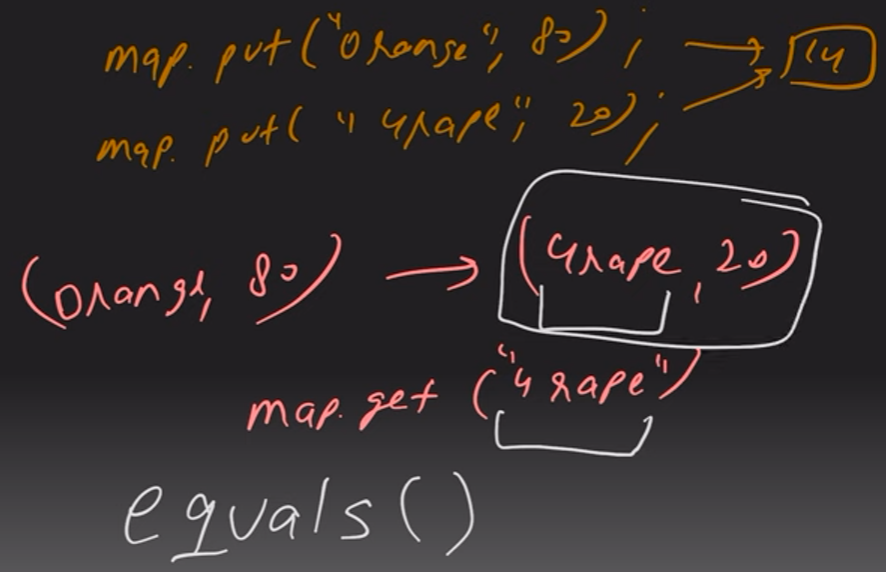 map.put("Orange", 80); → 14
map.put("Grape", 20);
(orange, 80) → (Grape, 20)
map.get("Grape")
equals()